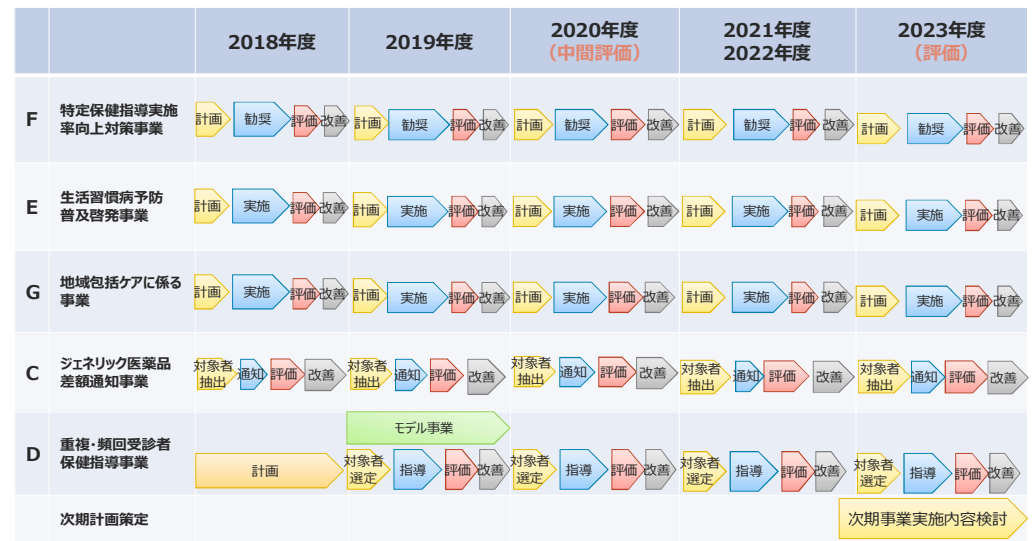 2018年度
2019年度
2020年度
(中間評価)
2021年度
2022年度
2023年度
(評価)
F
特定保健指導実施
率向上対策事業
計画 勧奨 評価 改善 計画 勧奨 評価 改善 計画 勧奨 評価 改善 計画 勧奨 評価 改善 計画 勧奨 評価 改善
E
生活習慣病予防
普及啓発事業
計画 実施 評価 改善 計画 実施 評価 改善 計画 実施 評価 改善 計画 実施 評価 改善 計画 実施 評価 改善
G
地域包括ケアに係る
事業
計画 実施 評価 改善 計画 実施 評価 改善 計画 実施 評価 改善 計画 実施 評価 改善 計画 実施 評価 改善
C
ジェネリック医薬品
差額通知事業
対象者
抽出
通知 評価 改善
対象者
抽出
通知 評価 改善
対象者
抽出
通知 評価 改善
対象者
抽出
通知 評価 改善
対象者
抽出
通知 評価 改善
D
重複・頻回受診者
保健指導事業
計画
モデル事業
対象者
選定
指導 評価 改善
対象者
選定
指導 評価 改善
対象者
選定
指導 評価 改善
対象者
選定
指導 評価 改善
次期計画策定
次期事業実施内容検討